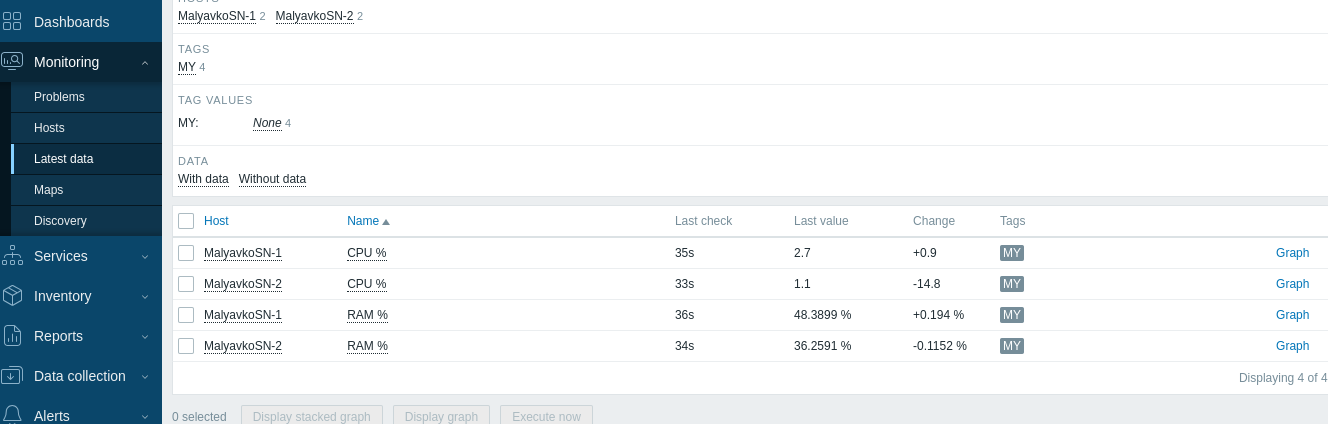 Dashboards
Monitoring
Problems
Hosts
Latest data
Maps
Discovery
Services
Inventory
Reports
Data collection
Alerts
MalyavkoSN-1 2 MalyavkoSN-2 2
TAGS
MY 4
TAG VALUES
MY: None 4
DATA
With data Without data
Host Name Last check Last value Change Tags
MalyavkoSN-1 CPU % 35s 2.7 +0.9 MY Graph
MalyavkoSN-2 CPU % 33s 1.1 -14.8 MY Graph
MalyavkoSN-1 RAM % 36s 48.3899 % +0.194 % MY Graph
MalyavkoSN-2 RAM % 34s 36.2591 % -0.1152 % MY Graph
Displaying 4 of 4
0 selected Display stacked graph Display graph Execute now